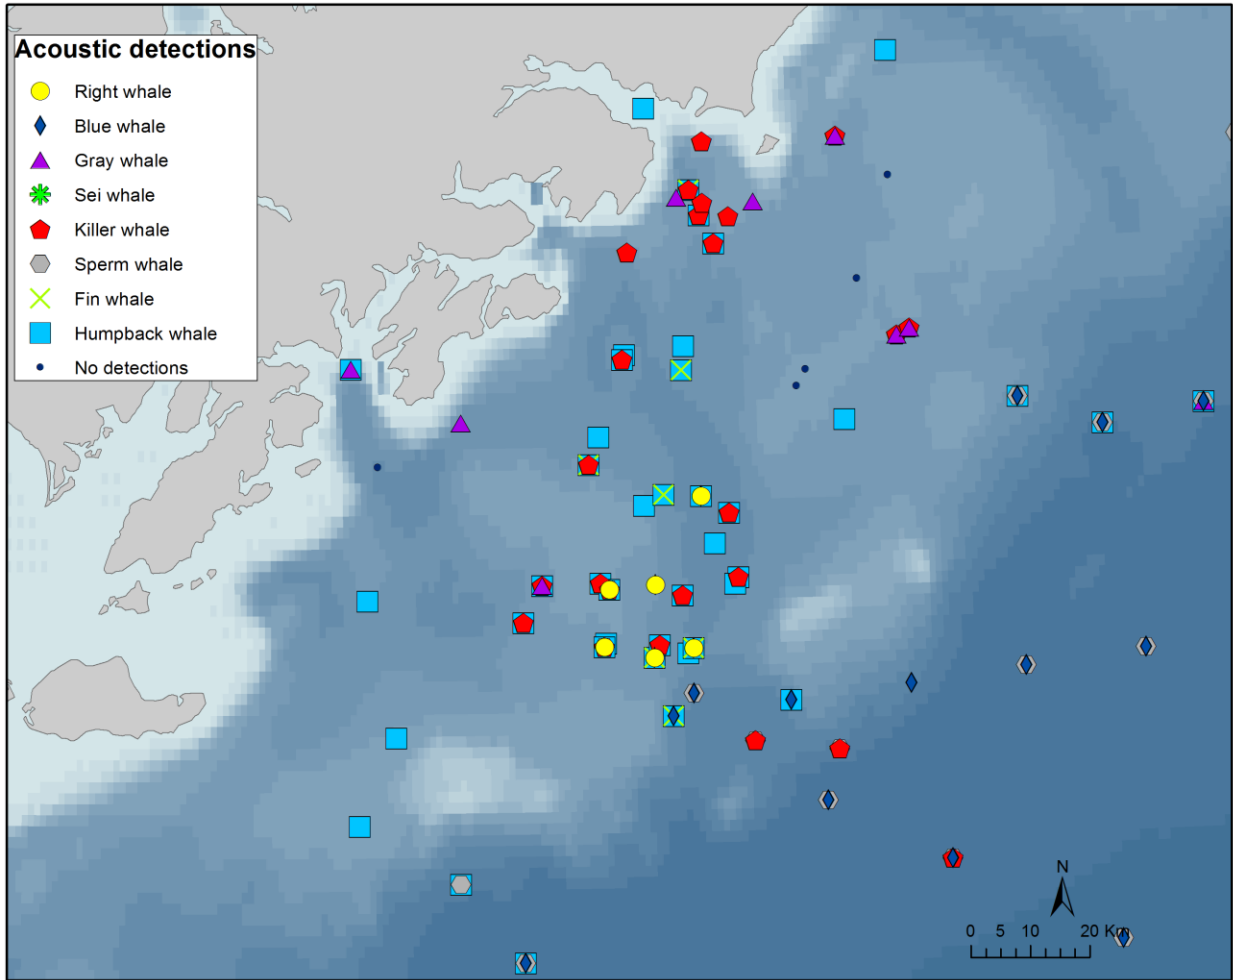 Acoustic detections
Right whale
Blue whale
Gray whale
Sei whale
Killer whale
Sperm whale
Fin whale
Humpback whale
No detections
N
0 5 10 20 Km